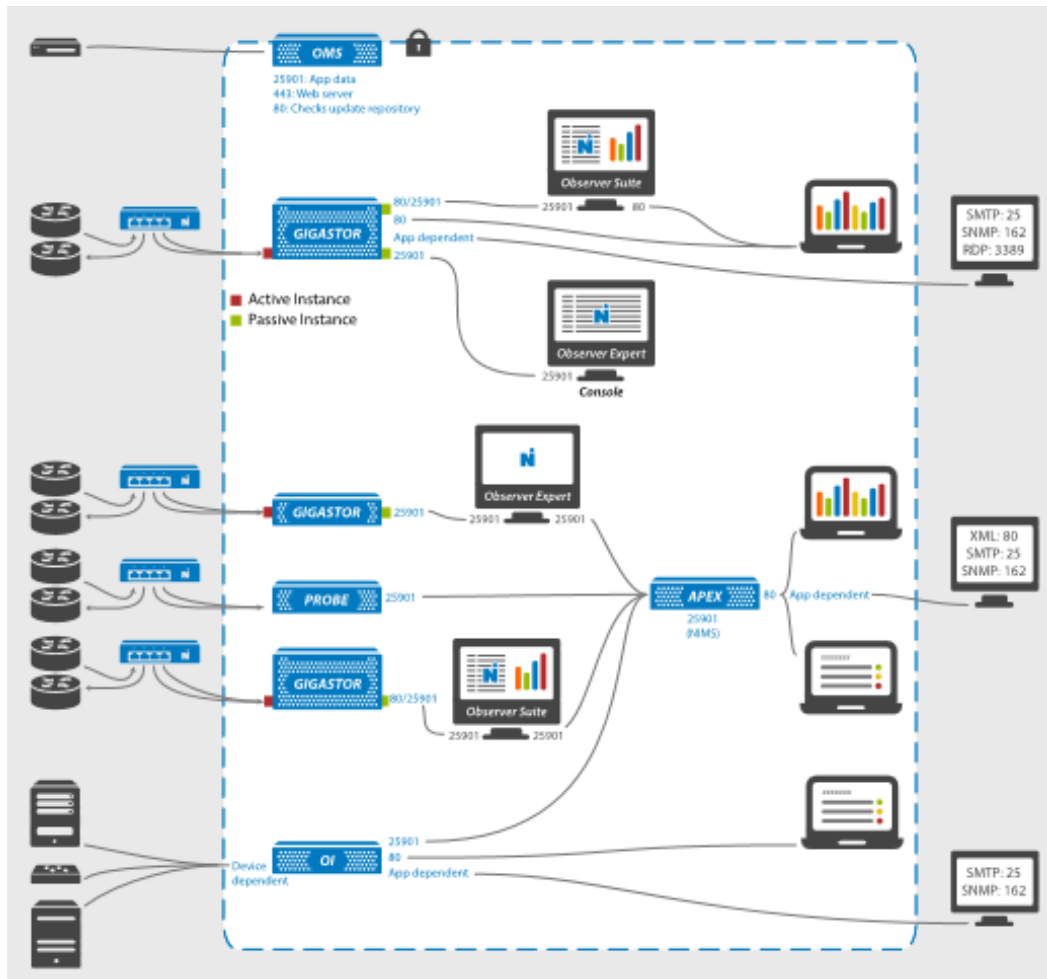 OMS
25901: App data
443: Web server
80: Checks update repository
Observer Suite
25901
80
GIGASTOR
80/25901
80
App dependent
25901
SMTP: 25
SNMP: 162
RDP: 3389
Active Instance
Passive Instance
Observer Expert
25901
Console
Observer Expert
25901
25901
GIGASTOR
25901
XML: 80
SMTP: 25
SNMP: 162
PROBE
25901
APEX
80
App dependent
25901
(NIMS)
GIGASTOR
80/25901
Observer Suite
25901
25901
Device
dependent
OI
25901
80
App dependent
SMTP: 25
SNMP: 162